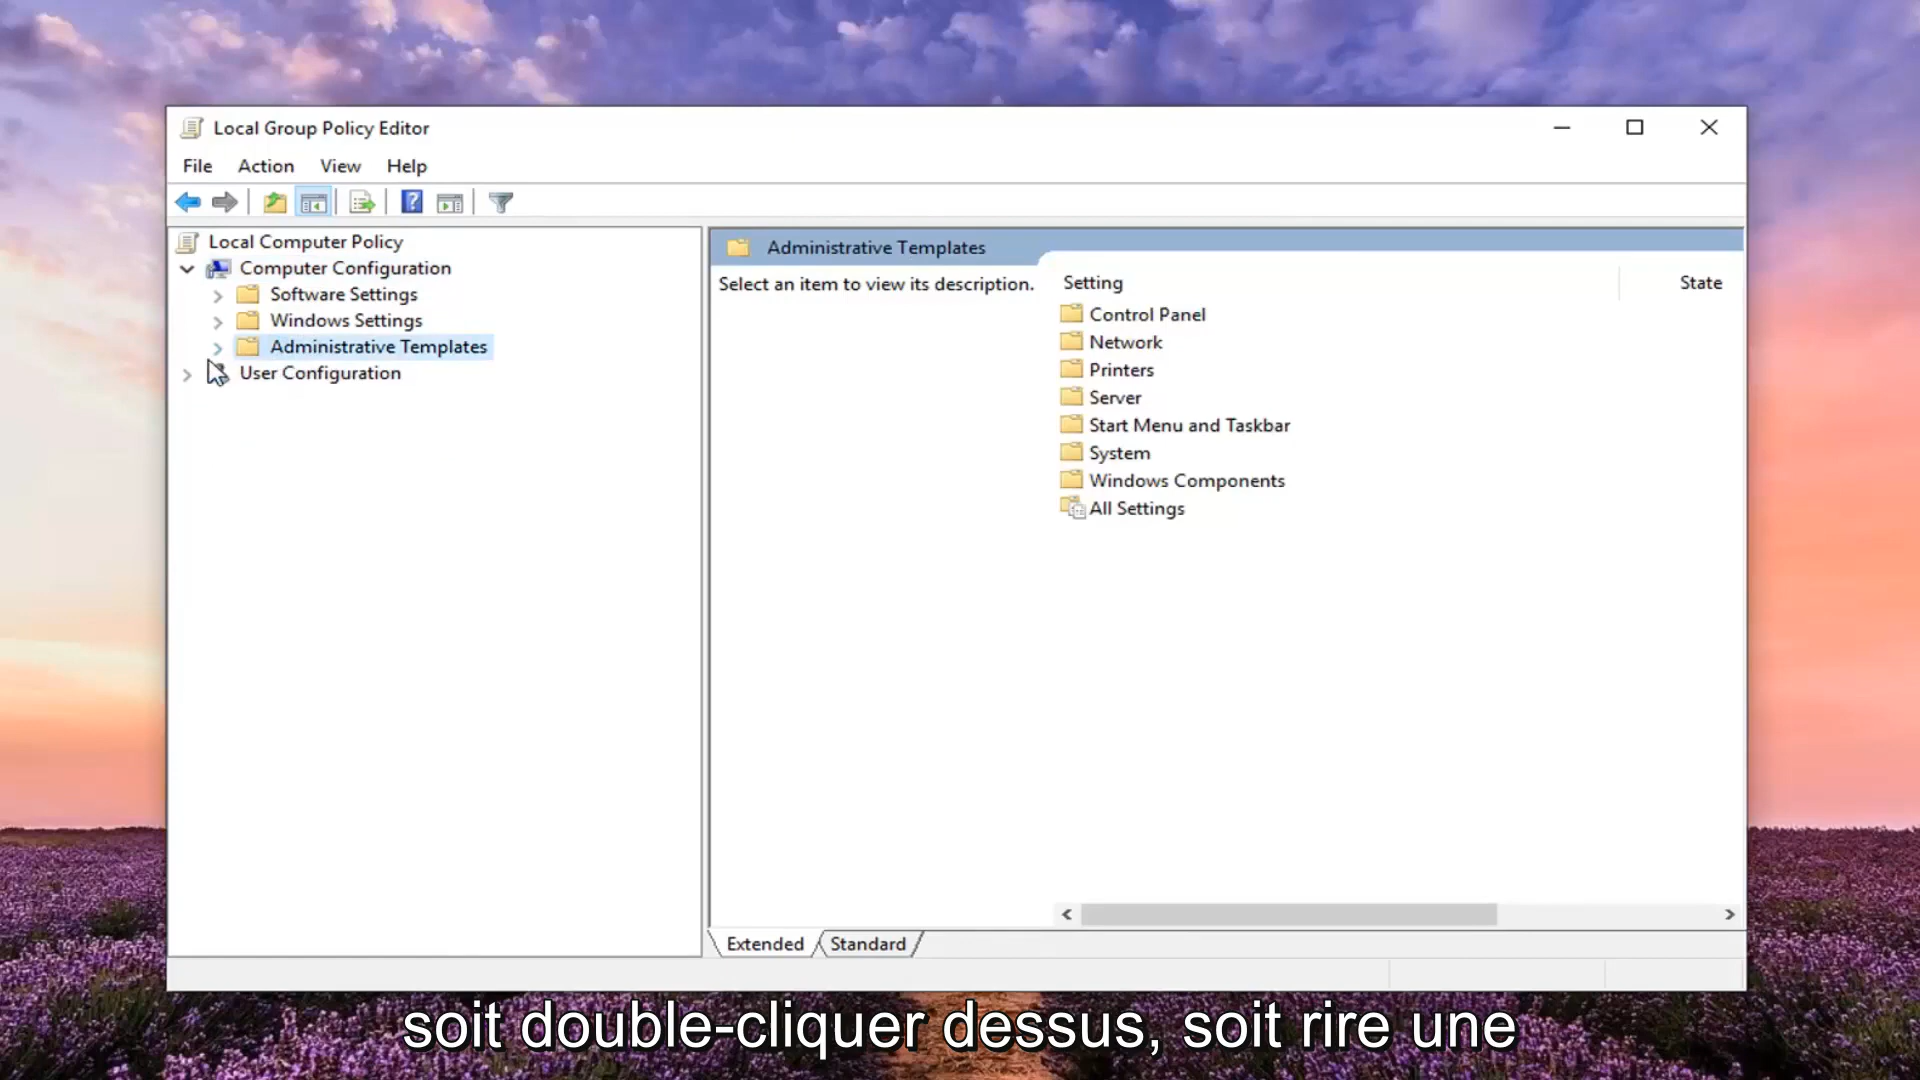 Local Group Policy Editor
File Action View Help
Local Computer Policy
Computer Configuration
Software Settings
Windows Settings
Administrative Templates
User Configuration
Administrative Templates
Select an item to view its description.
Setting State
Control Panel
Network
Printers
Server
Start Menu and Taskbar
System
Windows Components
All Settings
Extended Standard
soit double-cliquer dessus, soit rire une